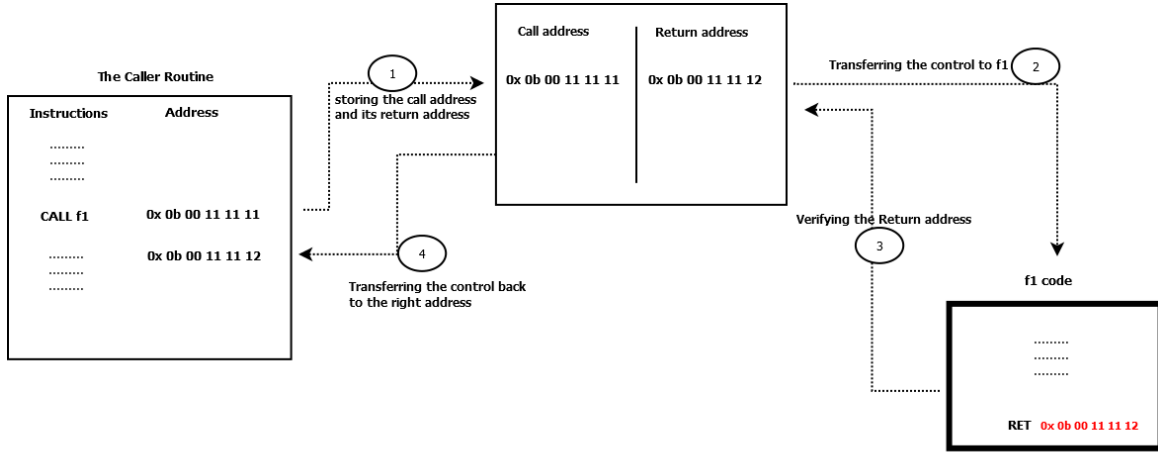 The Caller Routine
Instructions Address
.........
.........
.........
CALL f1 0x 0b 00 11 11 11
......... 0x 0b 00 11 11 12
.........
.........
1
storing the call address
and its return address
Call address Return address
0x 0b 00 11 11 11 0x 0b 00 11 11 12
Transferring the control to f1
2
Verifying the Return address
3
4
Transferring the control back
to the right address
f1 code
.........
.........
.........
RET 0x 0b 00 11 11 12